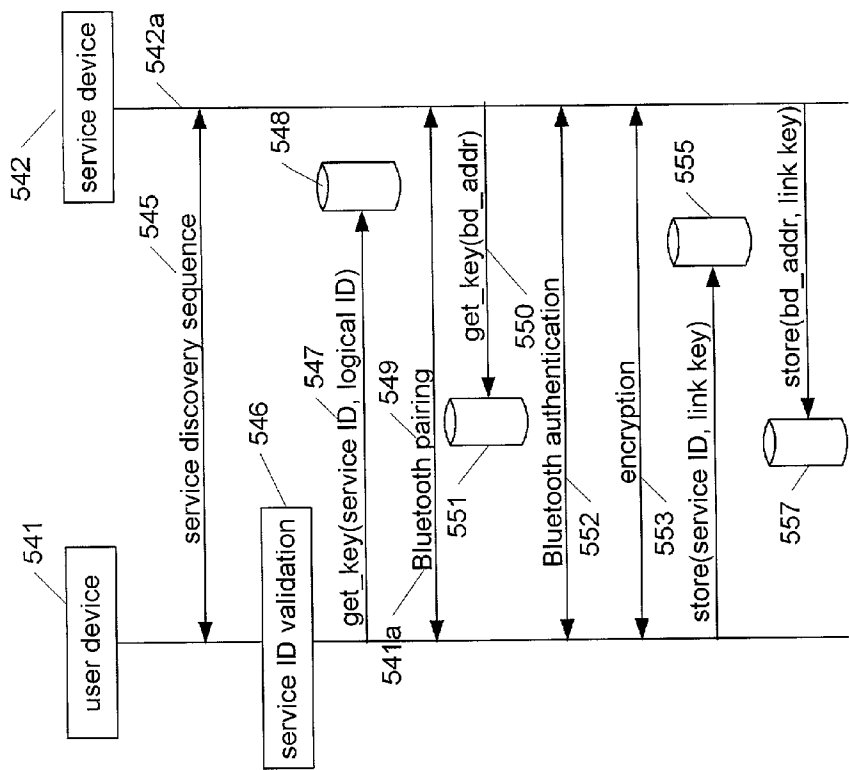 541
user device
542
service device
542a
545
service discovery sequence
546
service ID validation
547
get_key(service ID, logical ID)
548
541a
549
Bluetooth pairing
get_key(bd_addr)
550
551
Bluetooth authentication
552
encryption
553
store(service ID, link key)
555
store(bd_addr, link key)
557